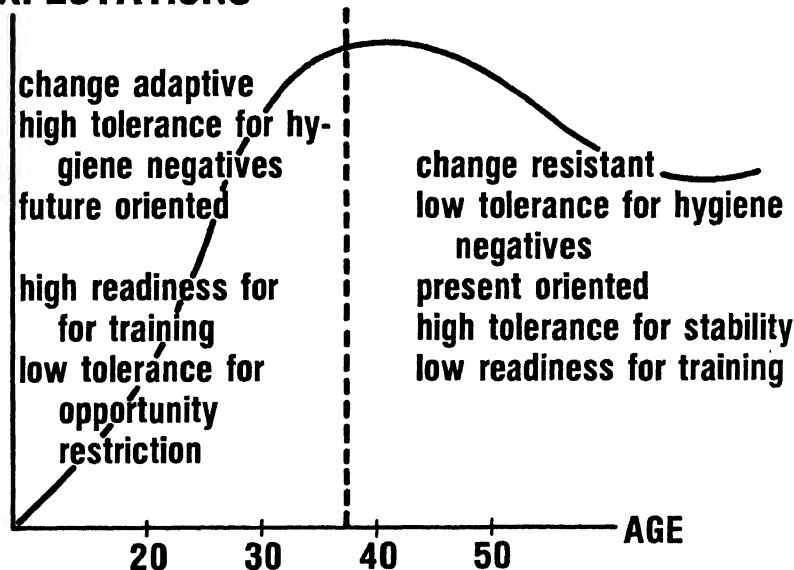 change adaptive
high tolerance for hy-
giene negatives
future oriented
high readiness for
for training
low tolerance for
opportunity
restriction
change resistant
low tolerance for hygiene
negatives
present oriented
high tolerance for stability
low readiness for training
AGE
20 30 40 50